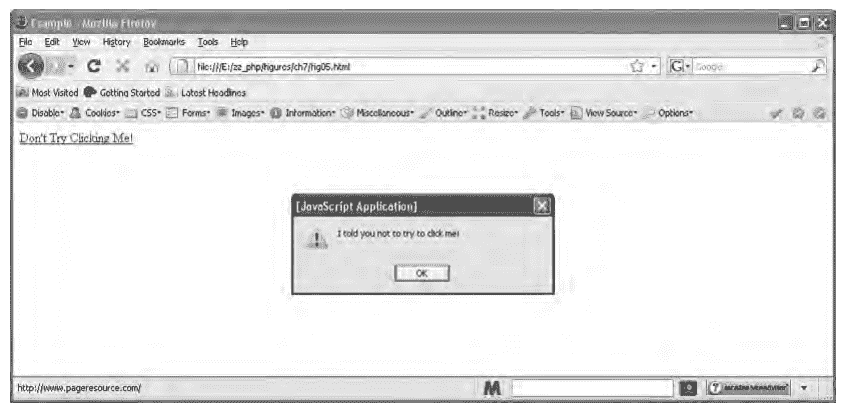 Example - Mozilla Firefox
File Edit View History Bookmarks Tools Help
file:///E:/zz_php/figures/ch7/fig05.html
G Google
Most Visited Getting Started Latest Headlines
Disable Cookies CSS Forms Images Information Miscellaneous Outline Resize Tools View Source Options
Don't Try Clicking Me!
[JavaScript Application]
I told you not to try to click me!
OK
http://www.pageresource.com/
M